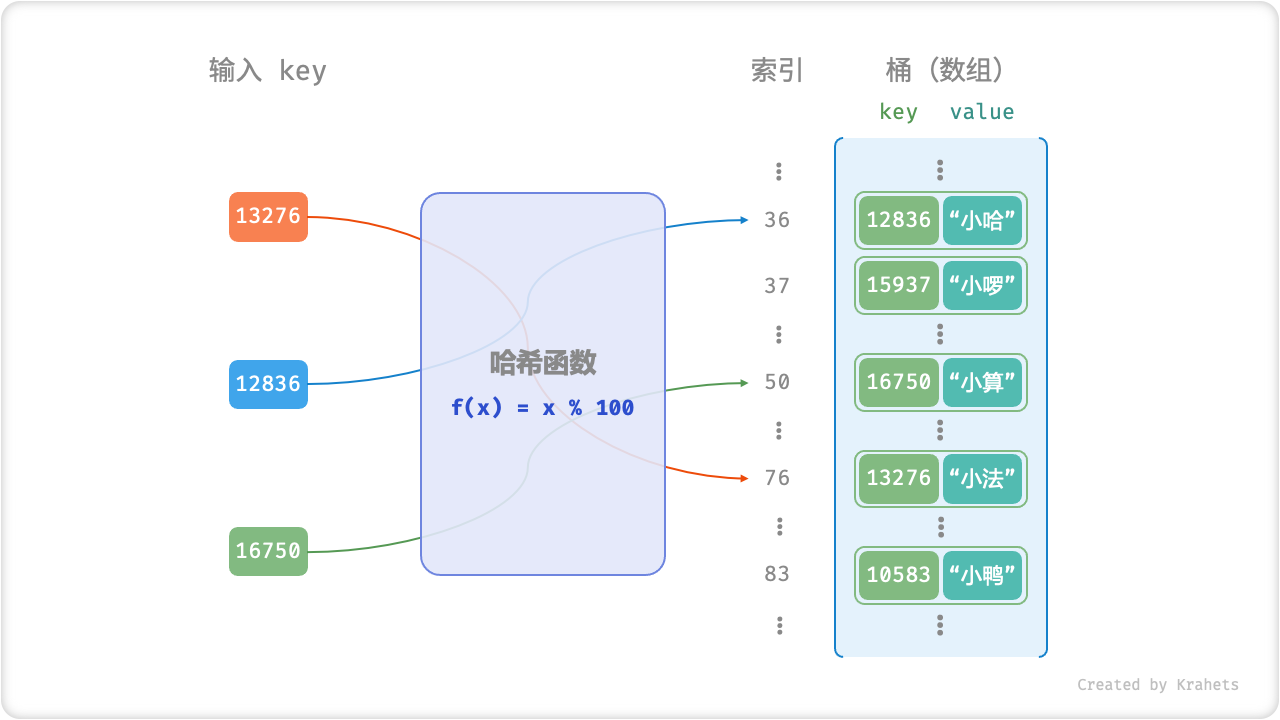 输入 key
索引
桶（数组）
key value
13276
12836
16750
哈希函数
f(x) = x % 100
36 12836 “小哈”
37 15937 “小啰”
50 16750 “小算”
76 13276 “小法”
83 10583 “小鸭”
Created by Krahets